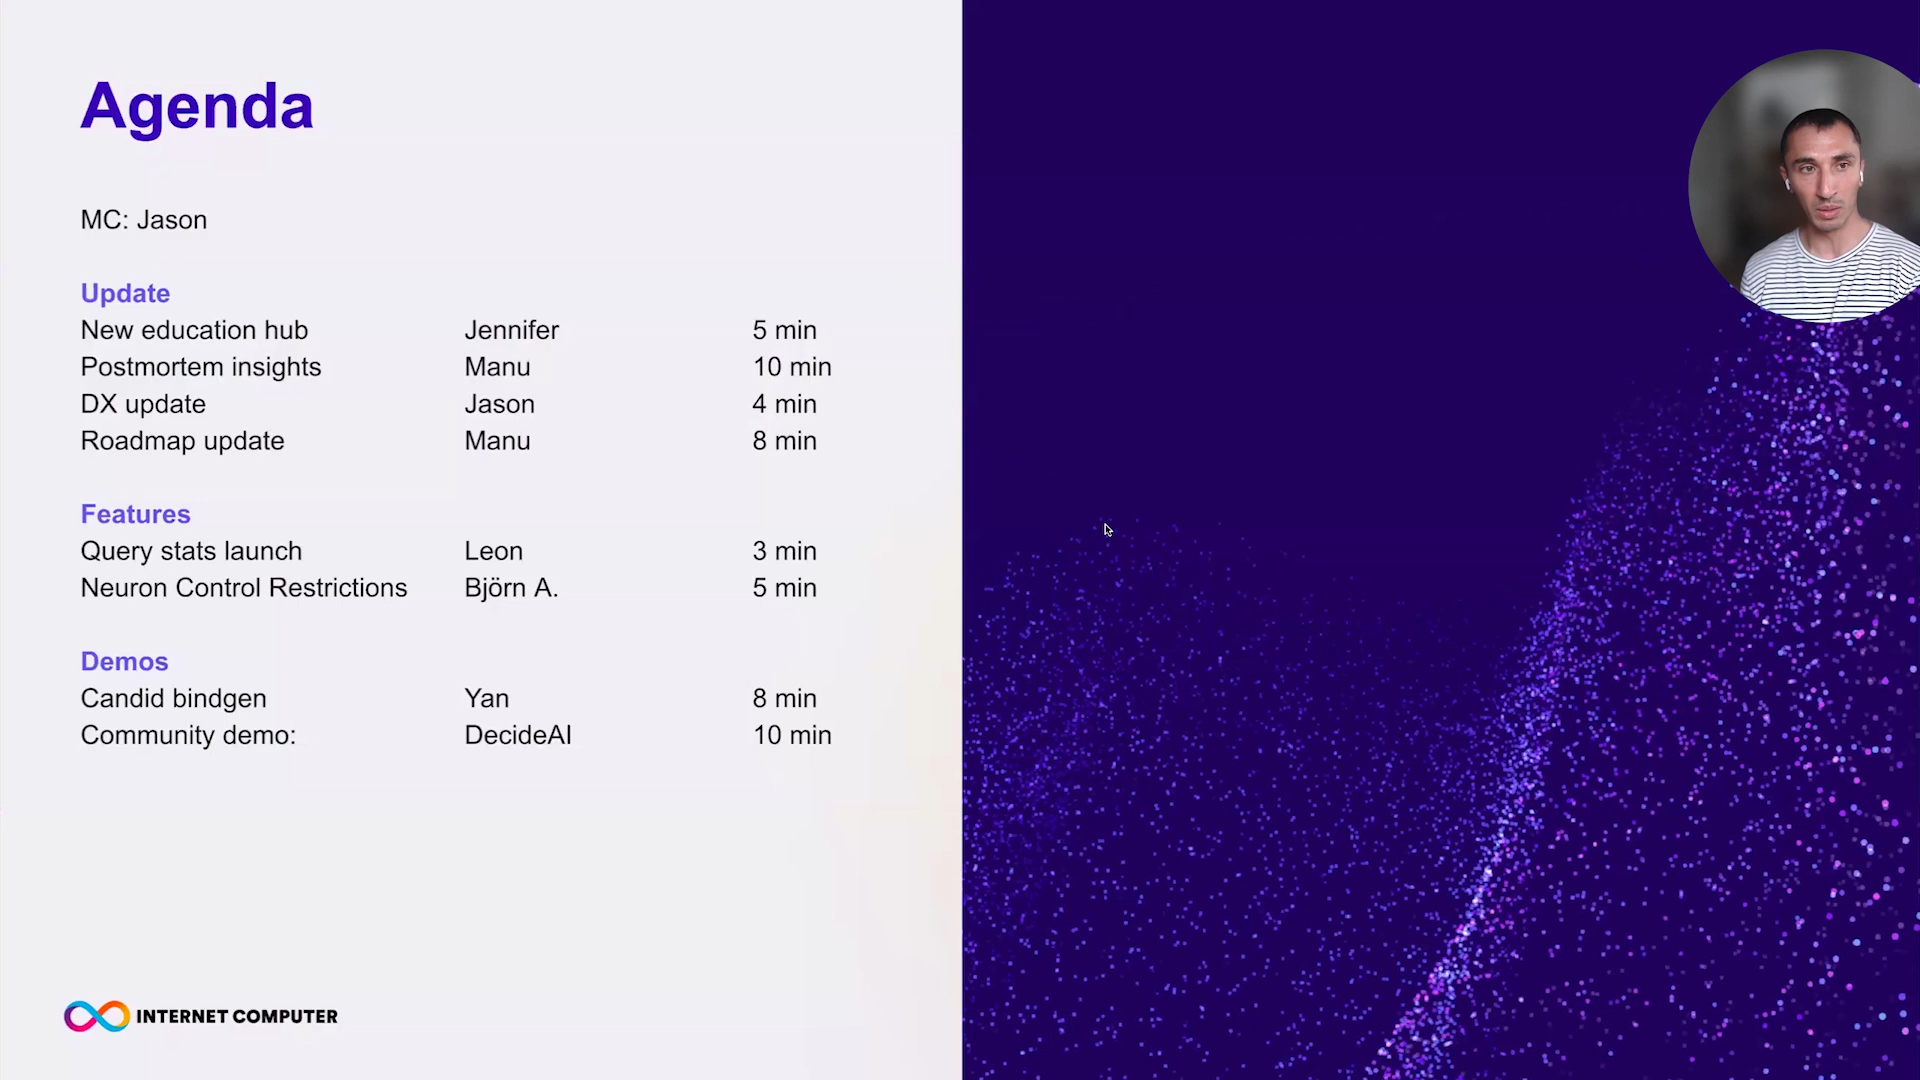 Agenda
MC: Jason
Update
New education hub Jennifer 5 min
Postmortem insights Manu 10 min
DX update Jason 4 min
Roadmap update Manu 8 min
Features
Query stats launch Leon 3 min
Neuron Control Restrictions Björn A. 5 min
Demos
Candid bindgen Yan 8 min
Community demo: DecideAI 10 min
INTERNET COMPUTER